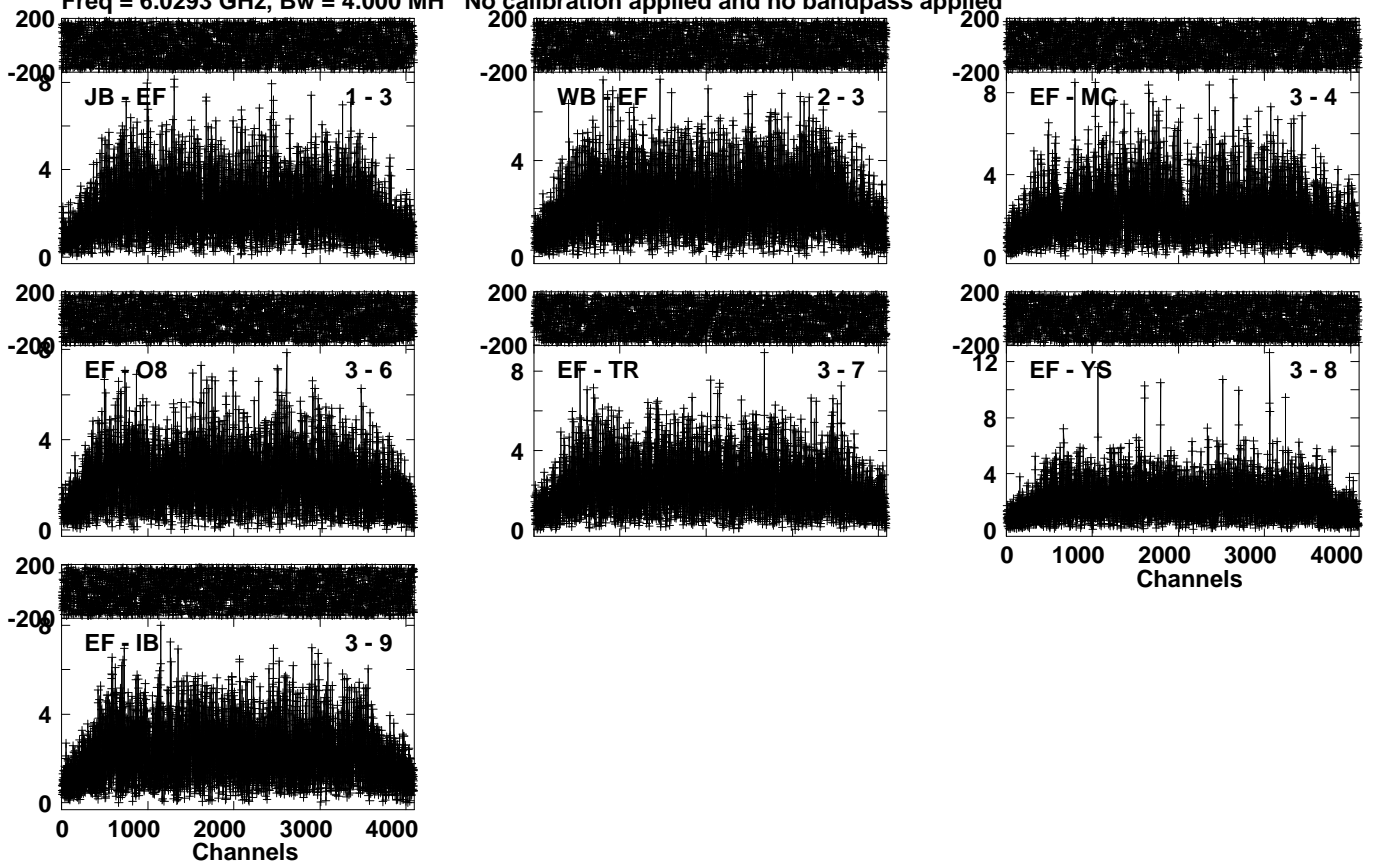 Freq = 6.0293 GHz, Bw = 4.000 MH No calibration applied and no bandpass applied
200
-200
8
4
0
JB - EF 1 - 3
200
-200
4
0
WB - EF 2 - 3
200
-200
8
4
0
EF - MC 3 - 4
200
-200
8
4
0
EF - O8 3 - 6
200
-200
8
4
0
EF - TR 3 - 7
200
-200
12
8
4
0
EF - YS 3 - 8
0 1000 2000 3000 4000
Channels
200
-200
8
4
0
EF - IB 3 - 9
0 1000 2000 3000 4000
Channels